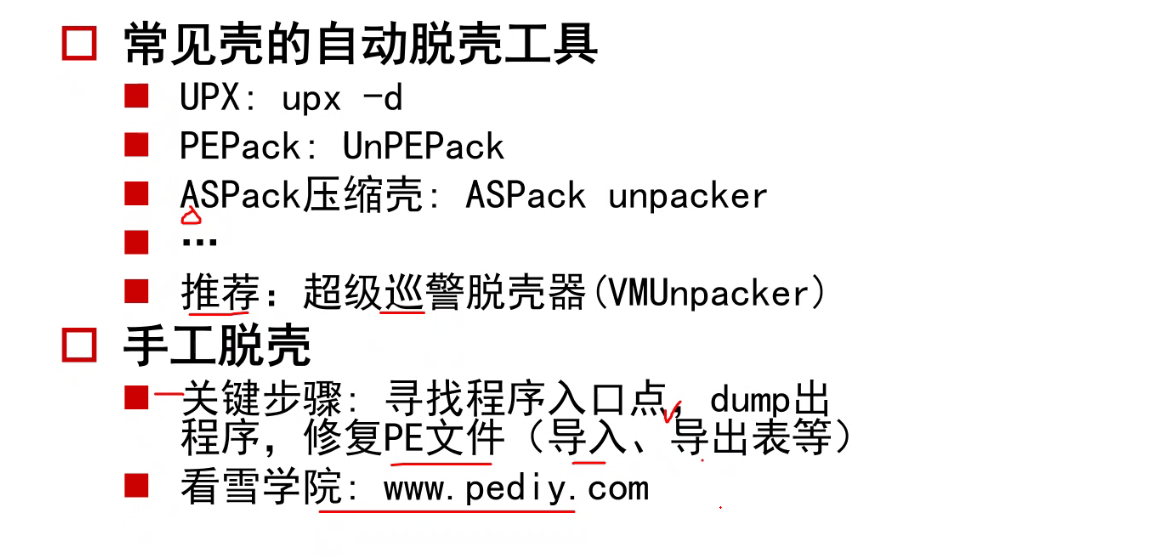 常见壳的自动脱壳工具
UPX: upx -d
PEPack: UnPEPack
ASPack压缩壳: ASPack unpacker
…
推荐: 超级巡警脱壳器(VMUnpacker)
手工脱壳
关键步骤: 寻找程序入口点, dump出
程序, 修复PE文件 (导入、导出表等)
看雪学院: www.pediy.com